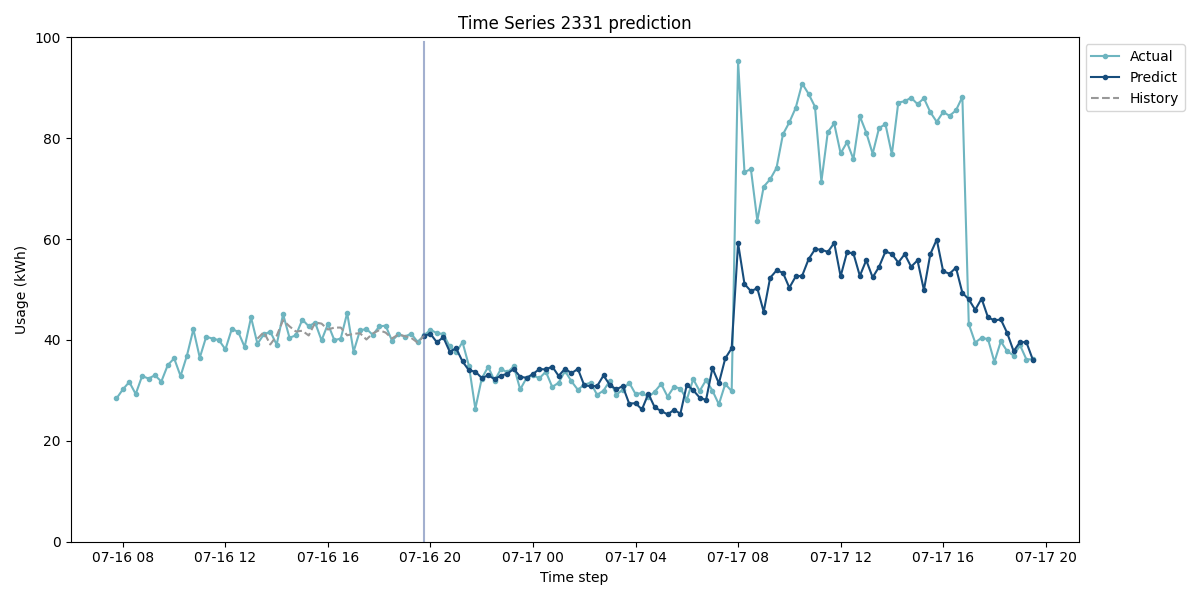 Time Series 2331 prediction
100
80
60
40
20
0
Usage (kWh)
07-16 08
07-16 12
07-16 16
07-16 20
07-17 00
07-17 04
07-17 08
07-17 12
07-17 16
07-17 20
Time step
Actual
Predict
History